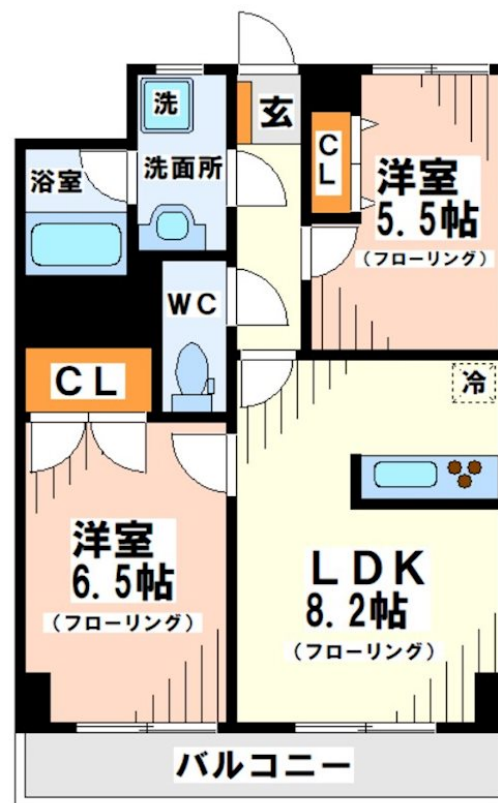 洗
玄
洗面所
浴室
CL
洋室
5.5帖
(フローリング)
WC
CL
冷
洋室
6.5帖
(フローリング)
LDK
8.2帖
(フローリング)
バルコニー